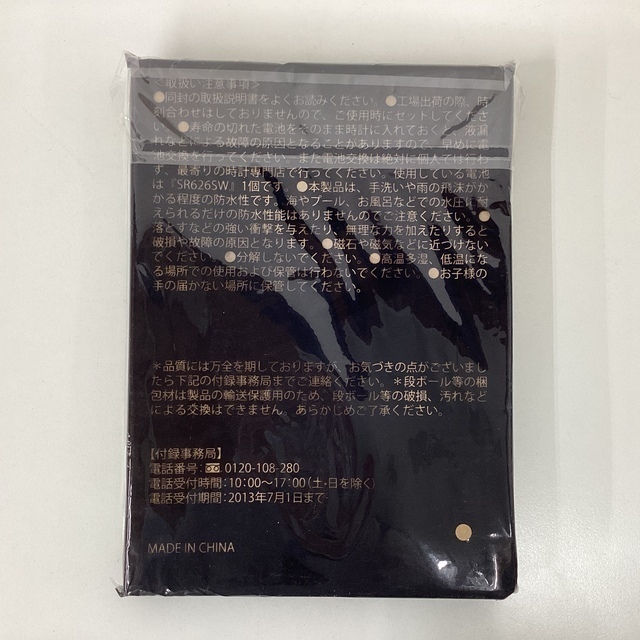 ＜取扱い注意事項＞
●同封の取扱説明書をよくお読みください。●工場出荷の際、時
刻合わせはしておりませんので、ご使用時にセットしてくださ
い。●寿命の切れた電池をそのまま時計に入れておくと、液漏
れなどによる故障の原因となることがありますので、早めに電
池交換を行ってください。また電池交換は絶対に個人では行わ
ず、最寄りの時計専門店で行ってください。使用している電池
は『SR626SW』1個です。●本製品は、手洗いや雨の飛沫がか
かる程度の防水性です。海やプール、お風呂などでの水圧に耐
えられるだけの防水性能はありませんのでご注意ください。●
落とすなどの強い衝撃を与えたり、無理な力を加えたりすると
破損や故障の原因となります。●磁石や磁気などに近づけない
でください。●分解しないでください。●高温多湿、低温にな
る場所での使用および保管は行わないでください。●お子様の
手の届かない場所に保管してください。
＊品質には万全を期しておりますが、お気づきの点がございまし
たら下記の付録事務局までご連絡ください。＊段ボール等の梱
包材は製品の輸送保護用のため、段ボール等の破損、汚れなど
による交換はできません。あらかじめご了承ください。
【付録事務局】
電話番号：0120-108-280
電話受付時間：10:00〜17:00（土・日を除く）
電話受付期間：2013年7月1日まで
MADE IN CHINA